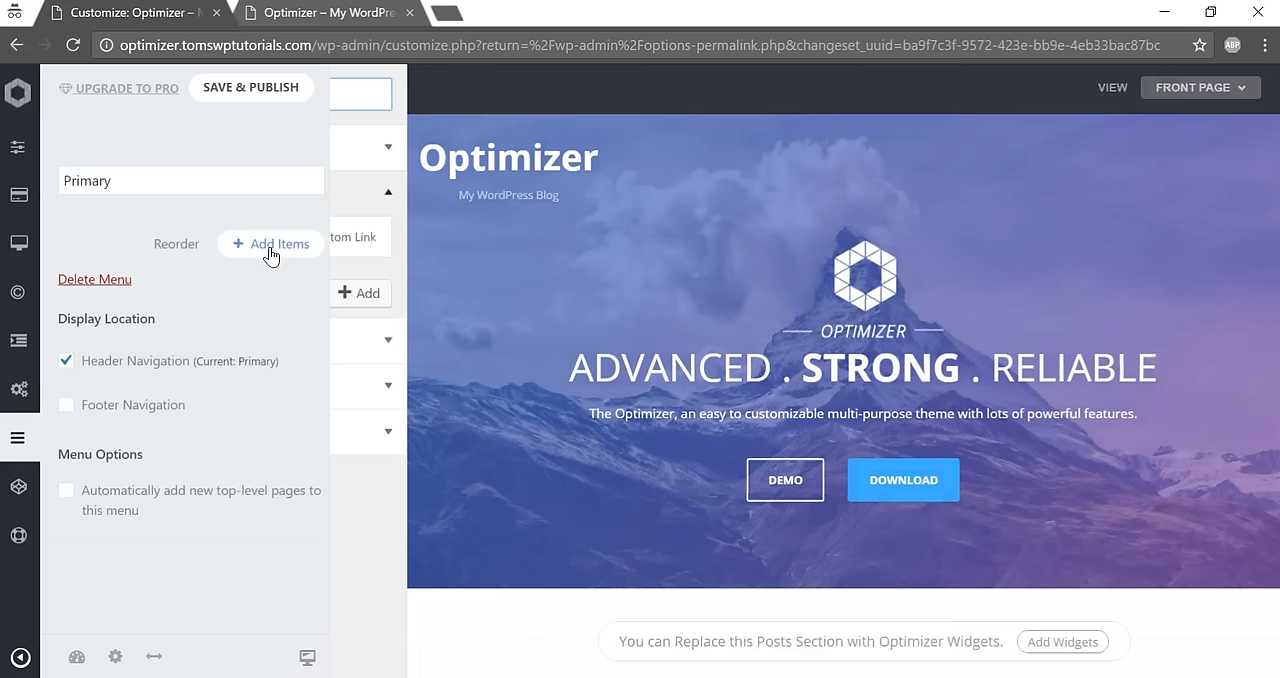 Customize: Optimizer –
Optimizer – My WordPre
optimizer.tomswptutorials.com/wp-admin/customize.php?return=%2Fwp-admin%2Foptions-permalink.php&changeset_uuid=ba9f7c3f-9572-423e-bb9e-4eb33bac87bc
ABP
UPGRADE TO PRO
SAVE & PUBLISH
VIEW
FRONT PAGE
Optimizer
My WordPress Blog
Primary
Reorder
+ Add Items
tom Link
Delete Menu
+ Add
Display Location
Header Navigation (Current: Primary)
Footer Navigation
Menu Options
Automatically add new top-level pages to
this menu
OPTIMIZER
ADVANCED . STRONG . RELIABLE
The Optimizer, an easy to customizable multi-purpose theme with lots of powerful features.
DEMO
DOWNLOAD
You can Replace this Posts Section with Optimizer Widgets.
Add Widgets